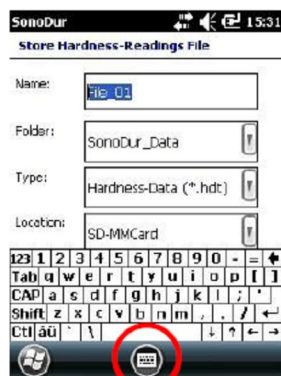 SonoDur 15:31
Store Hardness-Readings File
Name: File_01
Folder: SonoDur_Data
Type: Hardness-Data (*.hdt)
Location: SD-MMCard
123 1 2 3 4 5 6 7 8 9 0 - =
Tab q w e r t y u i o p [ ]
CAP a s d f g h j k l ; '
Shift z x c v b n m , . /
Ctl áü ` \